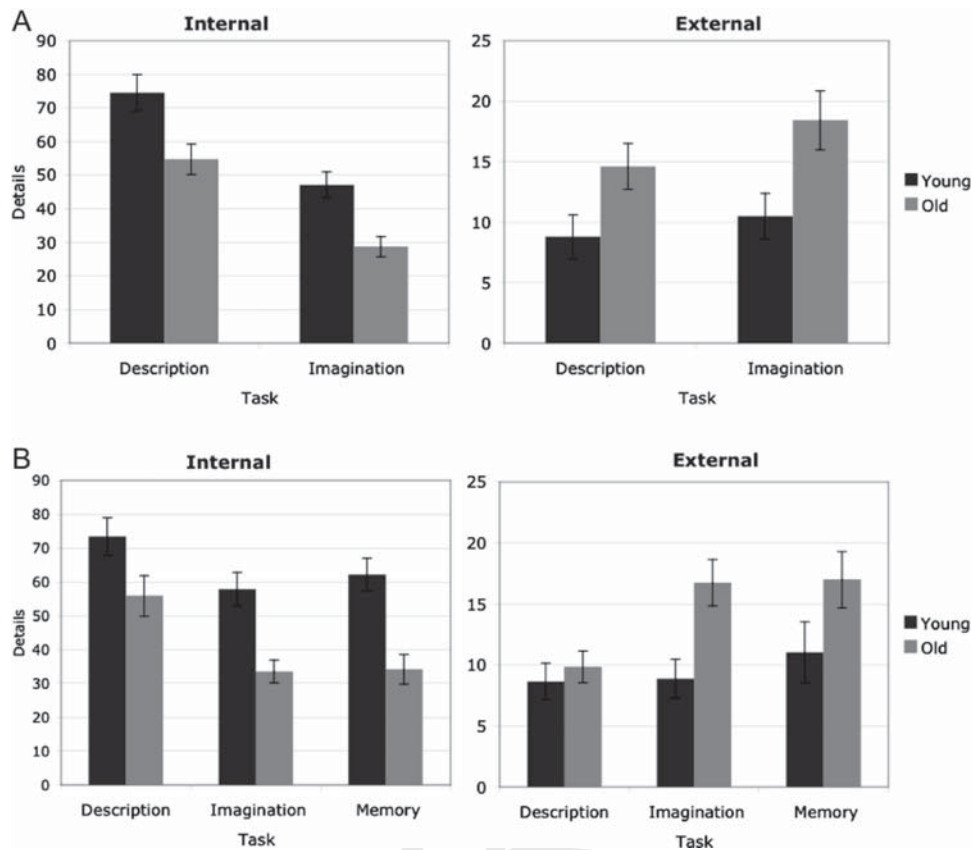 A
Internal
External
90
80
70
60
50
40
30
20
10
0
Details
Description
Imagination
Task
25
20
15
10
5
0
Description
Imagination
Task
Young
Old
B
Internal
External
90
80
70
60
50
40
30
20
10
0
Details
Description
Imagination
Memory
Task
25
20
15
10
5
0
Description
Imagination
Memory
Task
Young
Old